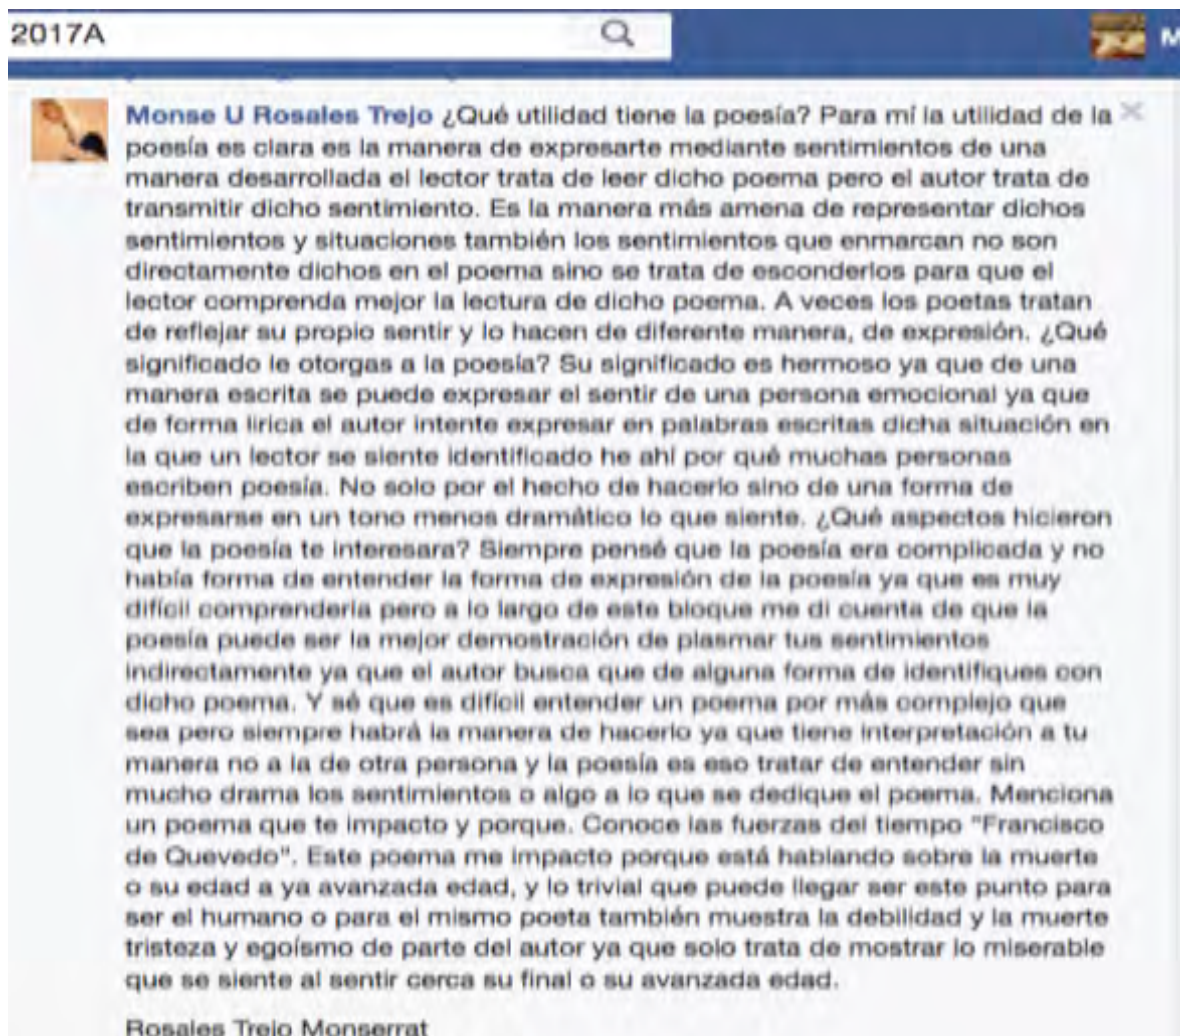 2017A
M
Monse U Rosales Trejo ¿Qué utilidad tiene la poesía? Para mí la utilidad de la
poesía es clara es la manera de expresarte mediante sentimientos de una
manera desarrollada el lector trata de leer dicho poema pero el autor trata de
transmitir dicho sentimiento. Es la manera más amena de representar dichos
sentimientos y situaciones también los sentimientos que enmarcan no son
directamente dichos en el poema sino se trata de esconderlos para que el
lector comprenda mejor la lectura de dicho poema. A veces los poetas tratan
de reflejar su propio sentir y lo hacen de diferente manera, de expresión. ¿Qué
significado le otorgas a la poesía? Su significado es hermoso ya que de una
manera escrita se puede expresar el sentir de una persona emocional ya que
de forma lirica el autor intente expresar en palabras escritas dicha situación en
la que un lector se siente identificado he ahí por qué muchas personas
escriben poesía. No solo por el hecho de hacerlo sino de una forma de
expresarse en un tono menos dramático lo que siente. ¿Qué aspectos hicieron
que la poesía te interesara? Siempre pensé que la poesía era complicada y no
había forma de entender la forma de expresión de la poesía ya que es muy
difícil comprenderla pero a lo largo de este bloque me di cuenta de que la
poesía puede ser la mejor demostración de plasmar tus sentimientos
indirectamente ya que el autor busca que de alguna forma de identifiques con
dicho poema. Y sé que es difícil entender un poema por más complejo que
sea pero siempre habrá la manera de hacerlo ya que tiene interpretación a tu
manera no a la de otra persona y la poesía es eso tratar de entender sin
mucho drama los sentimientos o algo a lo que se dedique el poema. Menciona
un poema que te impacto y porque. Conoce las fuerzas del tiempo "Francisco
de Quevedo". Este poema me impacto porque está hablando sobre la muerte
o su edad a ya avanzada edad, y lo trivial que puede llegar ser este punto para
ser el humano o para el mismo poeta también muestra la debilidad y la muerte
tristeza y egoísmo de parte del autor ya que solo trata de mostrar lo miserable
que se siente al sentir cerca su final o su avanzada edad.
Rosales Trejo Monserrat